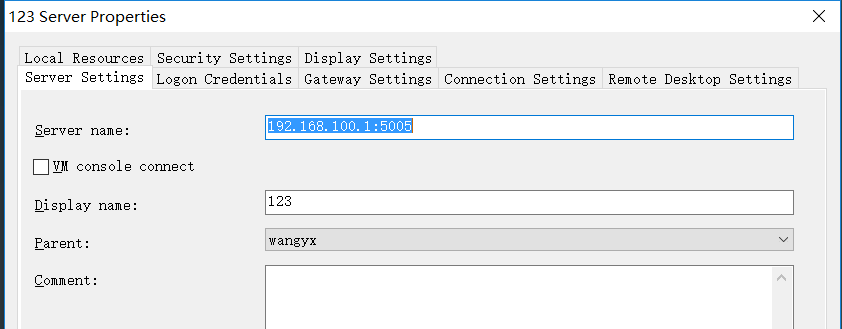 123 Server Properties
Local Resources Security Settings Display Settings
Server Settings Logon Credentials Gateway Settings Connection Settings Remote Desktop Settings
Server name: 192.168.100.1:5005
VM console connect
Display name: 123
Parent: wangyx
Comment: